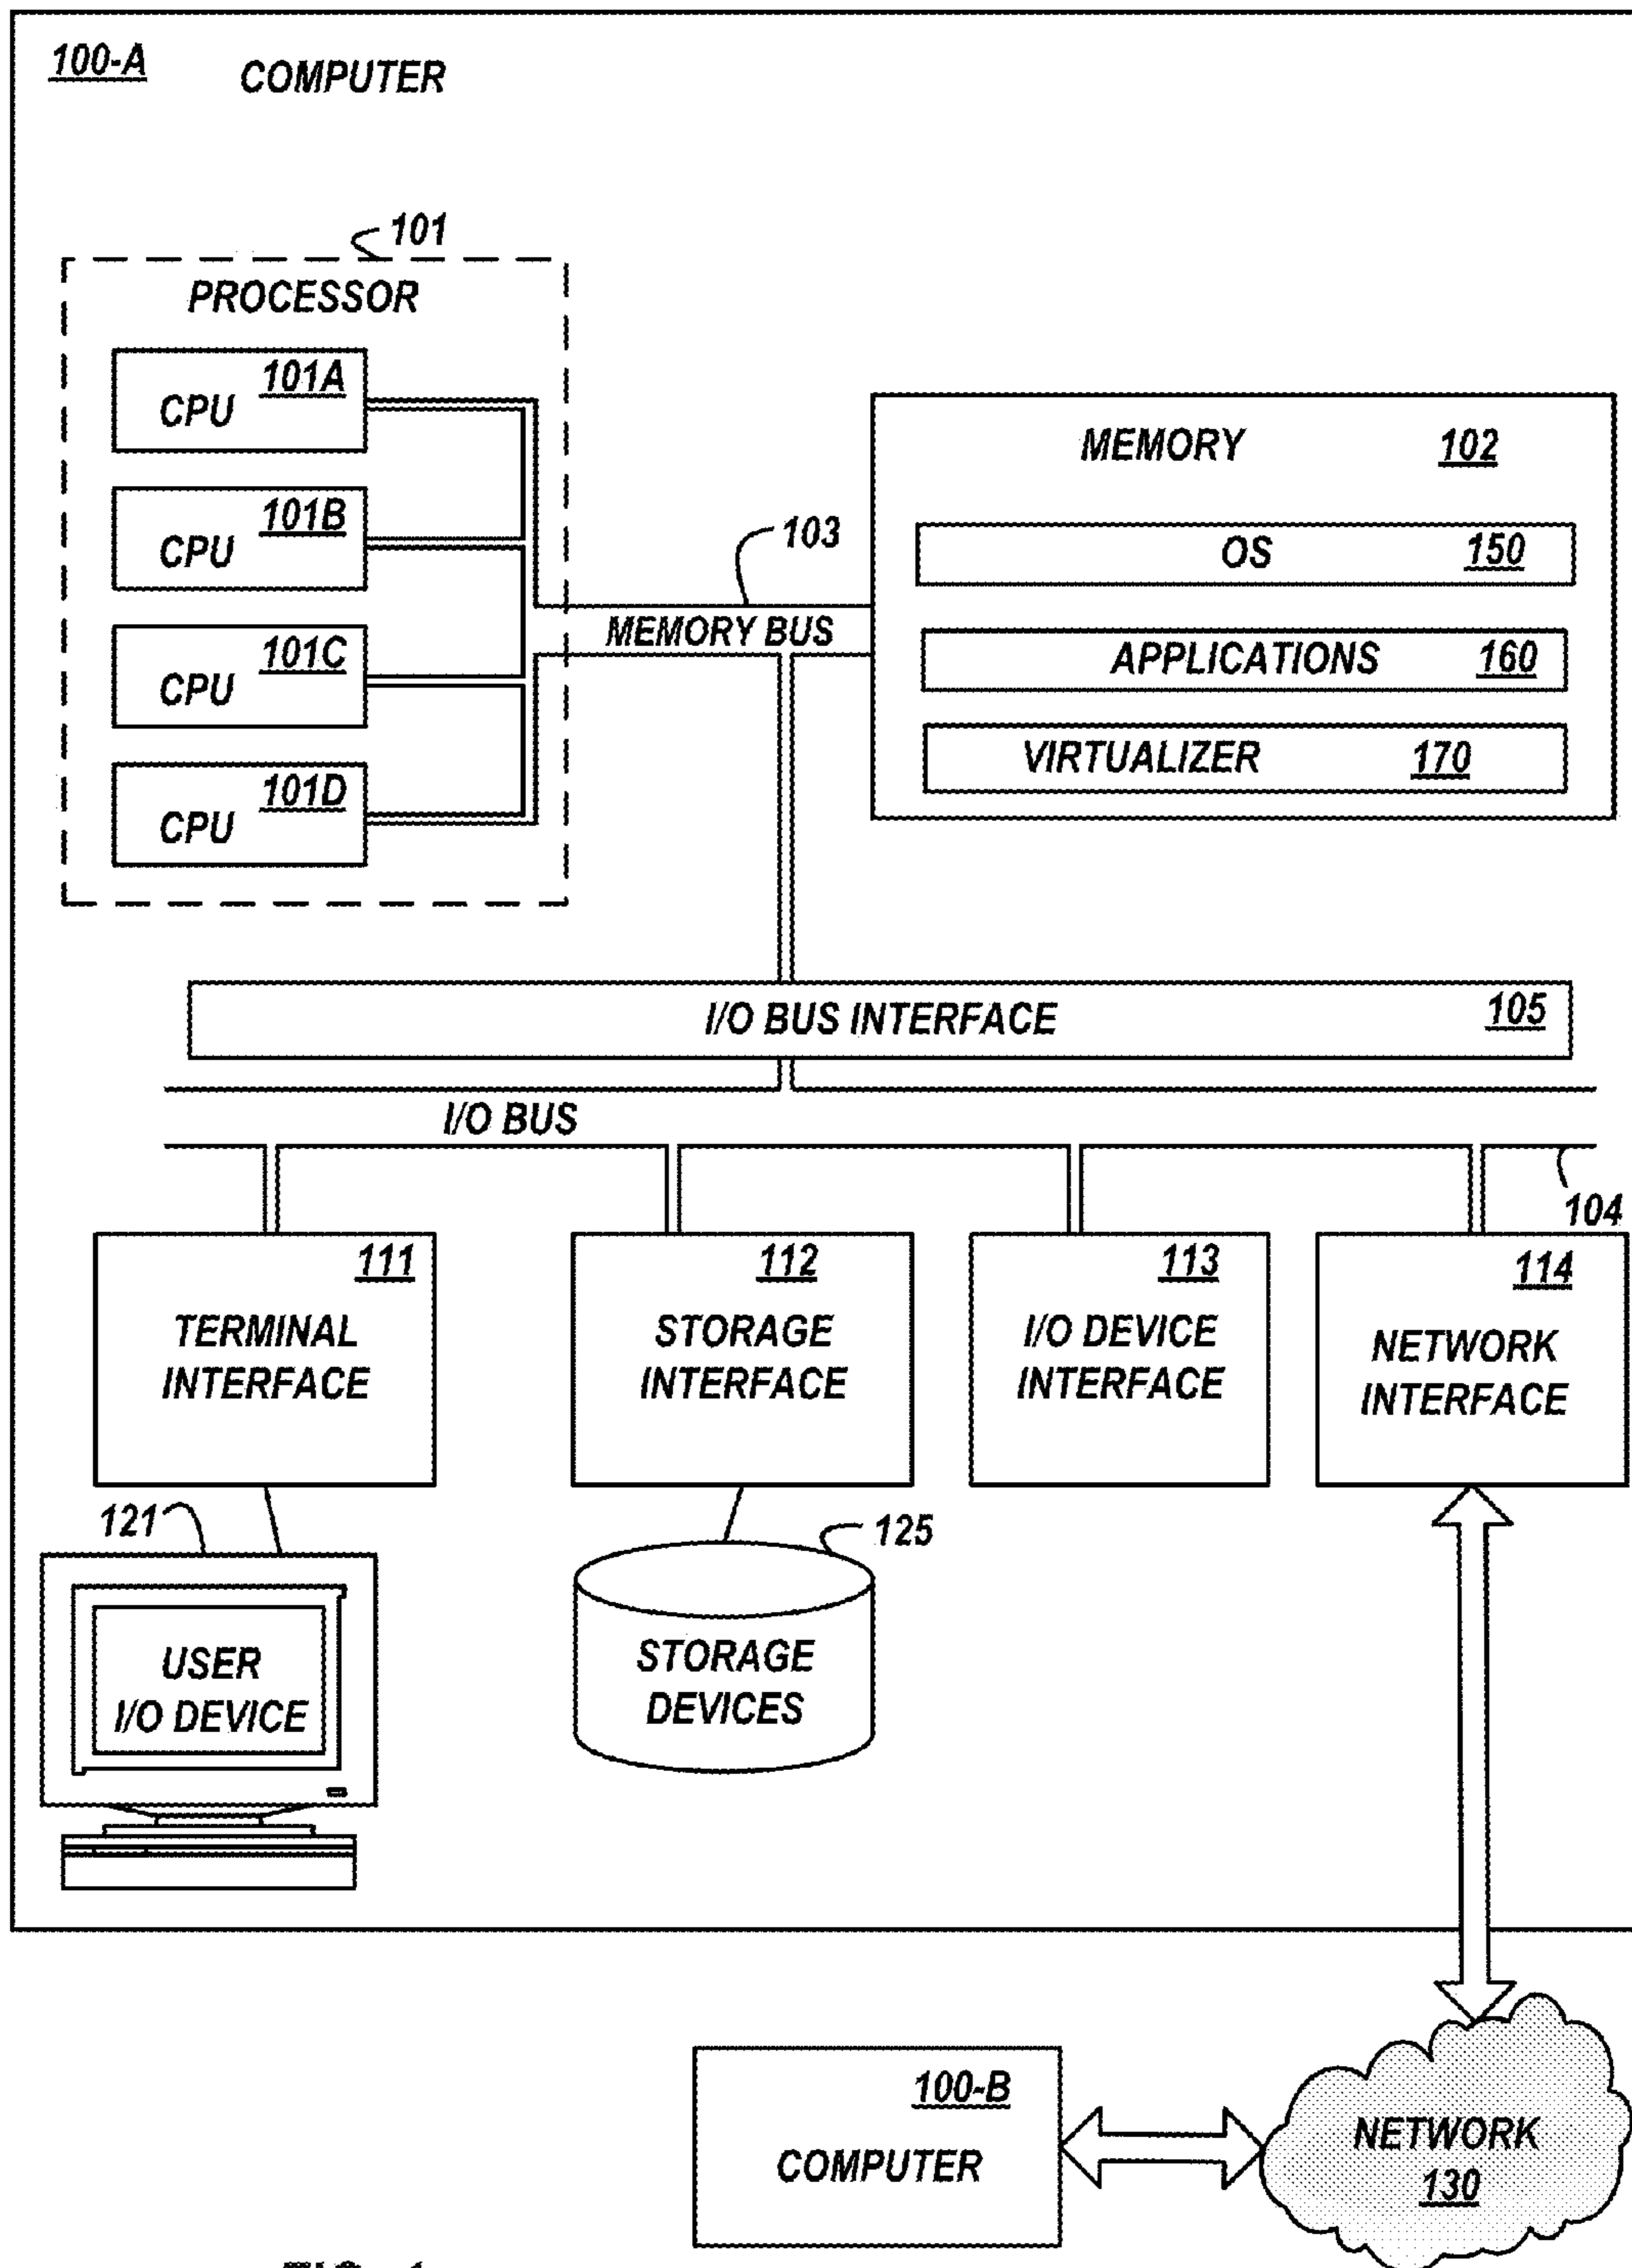 100-A
COMPUTER
101
PROCESSOR
101A
CPU
101B
CPU
101C
CPU
101D
CPU
103
MEMORY BUS
MEMORY 102
OS 150
APPLICATIONS 160
VIRTUALIZER 170
I/O BUS INTERFACE 105
I/O BUS
104
111
TERMINAL
INTERFACE
112
STORAGE
INTERFACE
113
I/O DEVICE
INTERFACE
114
NETWORK
INTERFACE
121
USER
I/O DEVICE
125
STORAGE
DEVICES
100-B
COMPUTER
NETWORK
130